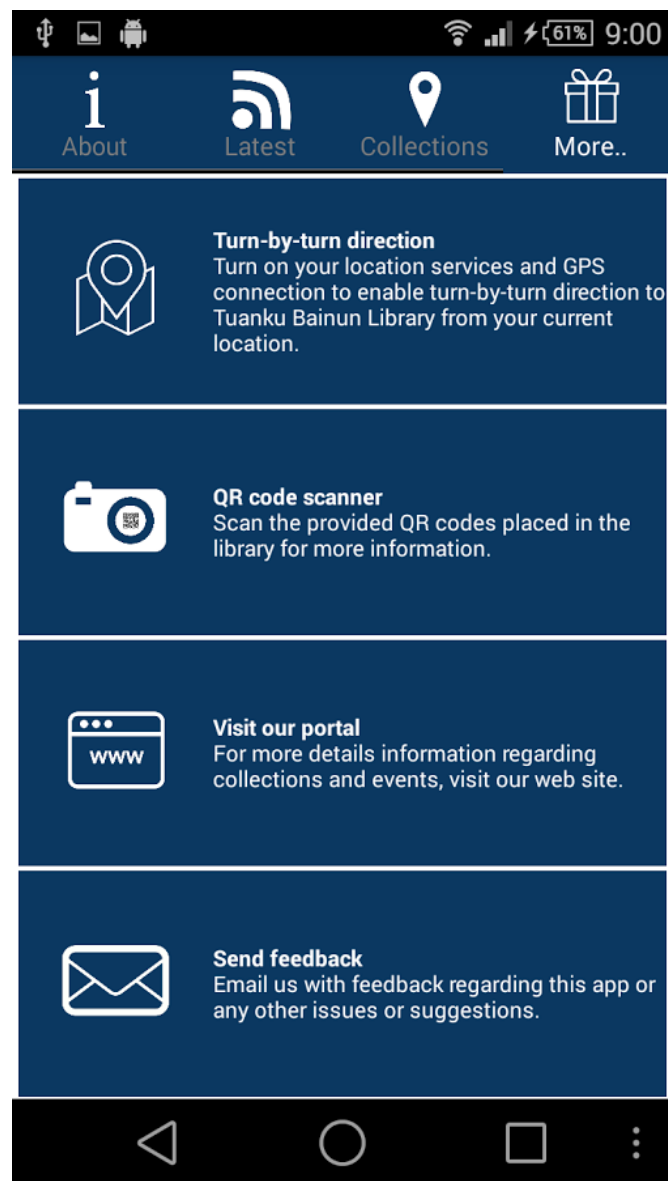 61% 9:00
About Latest Collections More..
Turn-by-turn direction
Turn on your location services and GPS
connection to enable turn-by-turn direction to
Tuanku Bainun Library from your current
location.
QR code scanner
Scan the provided QR codes placed in the
library for more information.
www
Visit our portal
For more details information regarding
collections and events, visit our web site.
Send feedback
Email us with feedback regarding this app or
any other issues or suggestions.